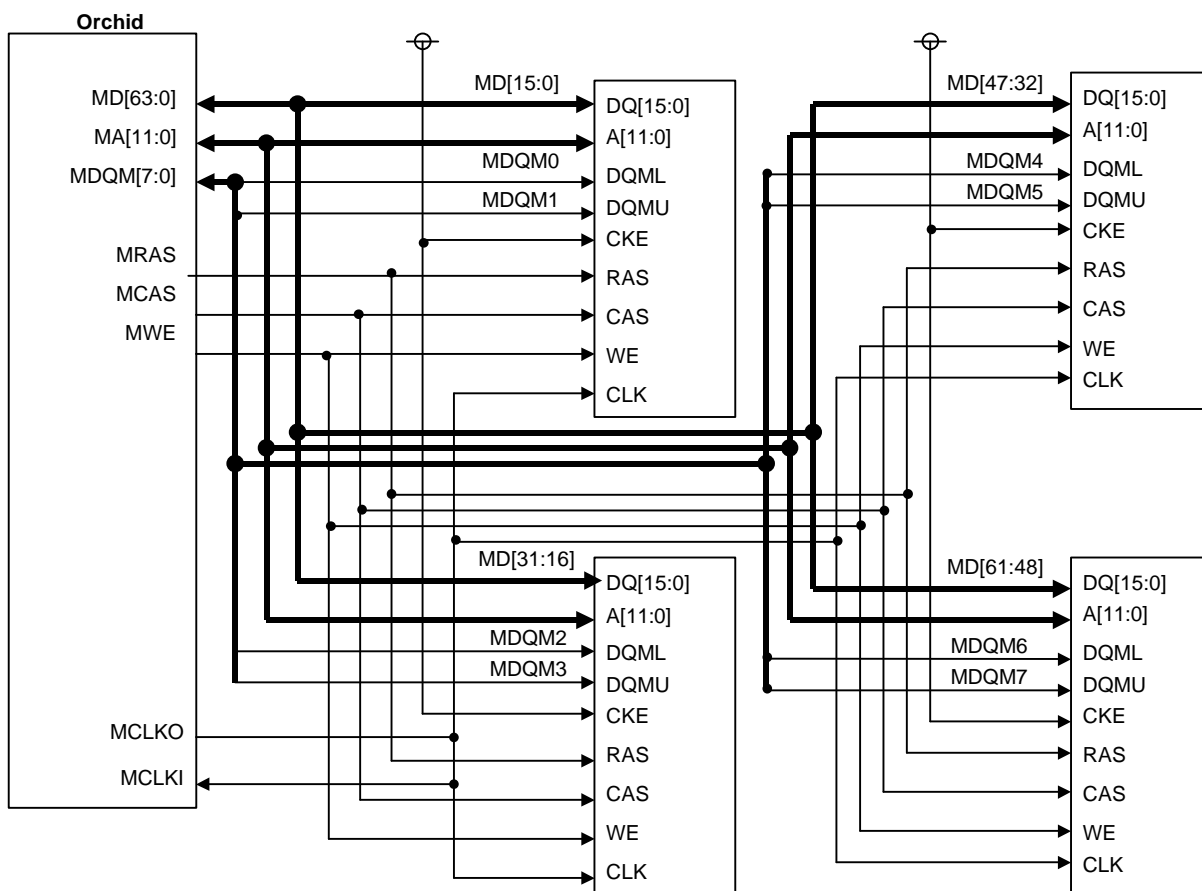 Orchid
MD[63:0]
MA[11:0]
MDQM[7:0]
MRAS
MCAS
MWE
MCLKO
MCLKI
MD[15:0]
MDQM0
MDQM1
DQ[15:0]
A[11:0]
DQML
DQMU
CKE
RAS
CAS
WE
CLK
MD[47:32]
MDQM4
MDQM5
DQ[15:0]
A[11:0]
DQML
DQMU
CKE
RAS
CAS
WE
CLK
MD[31:16]
MDQM2
MDQM3
DQ[15:0]
A[11:0]
DQML
DQMU
CKE
RAS
CAS
WE
CLK
MD[61:48]
MDQM6
MDQM7
DQ[15:0]
A[11:0]
DQML
DQMU
CKE
RAS
CAS
WE
CLK